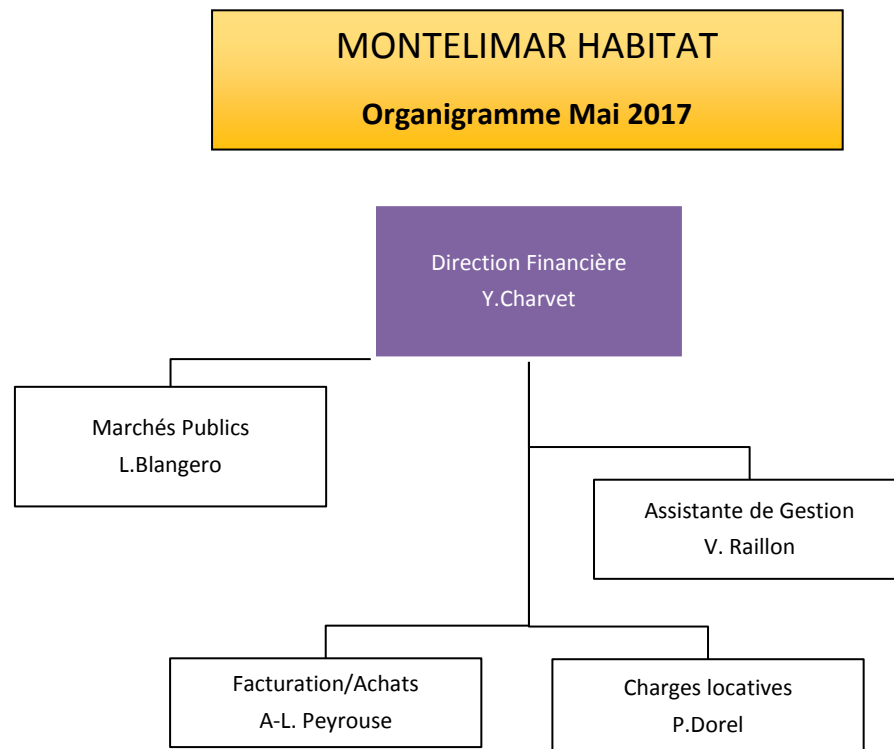 MONTELIMAR HABITAT
Organigramme Mai 2017
Direction Financière
Y.Charvet
Marchés Publics
L.Blangero
Assistante de Gestion
V. Raillon
Facturation/Achats
A-L. Peyrouse
Charges locatives
P.Dorel